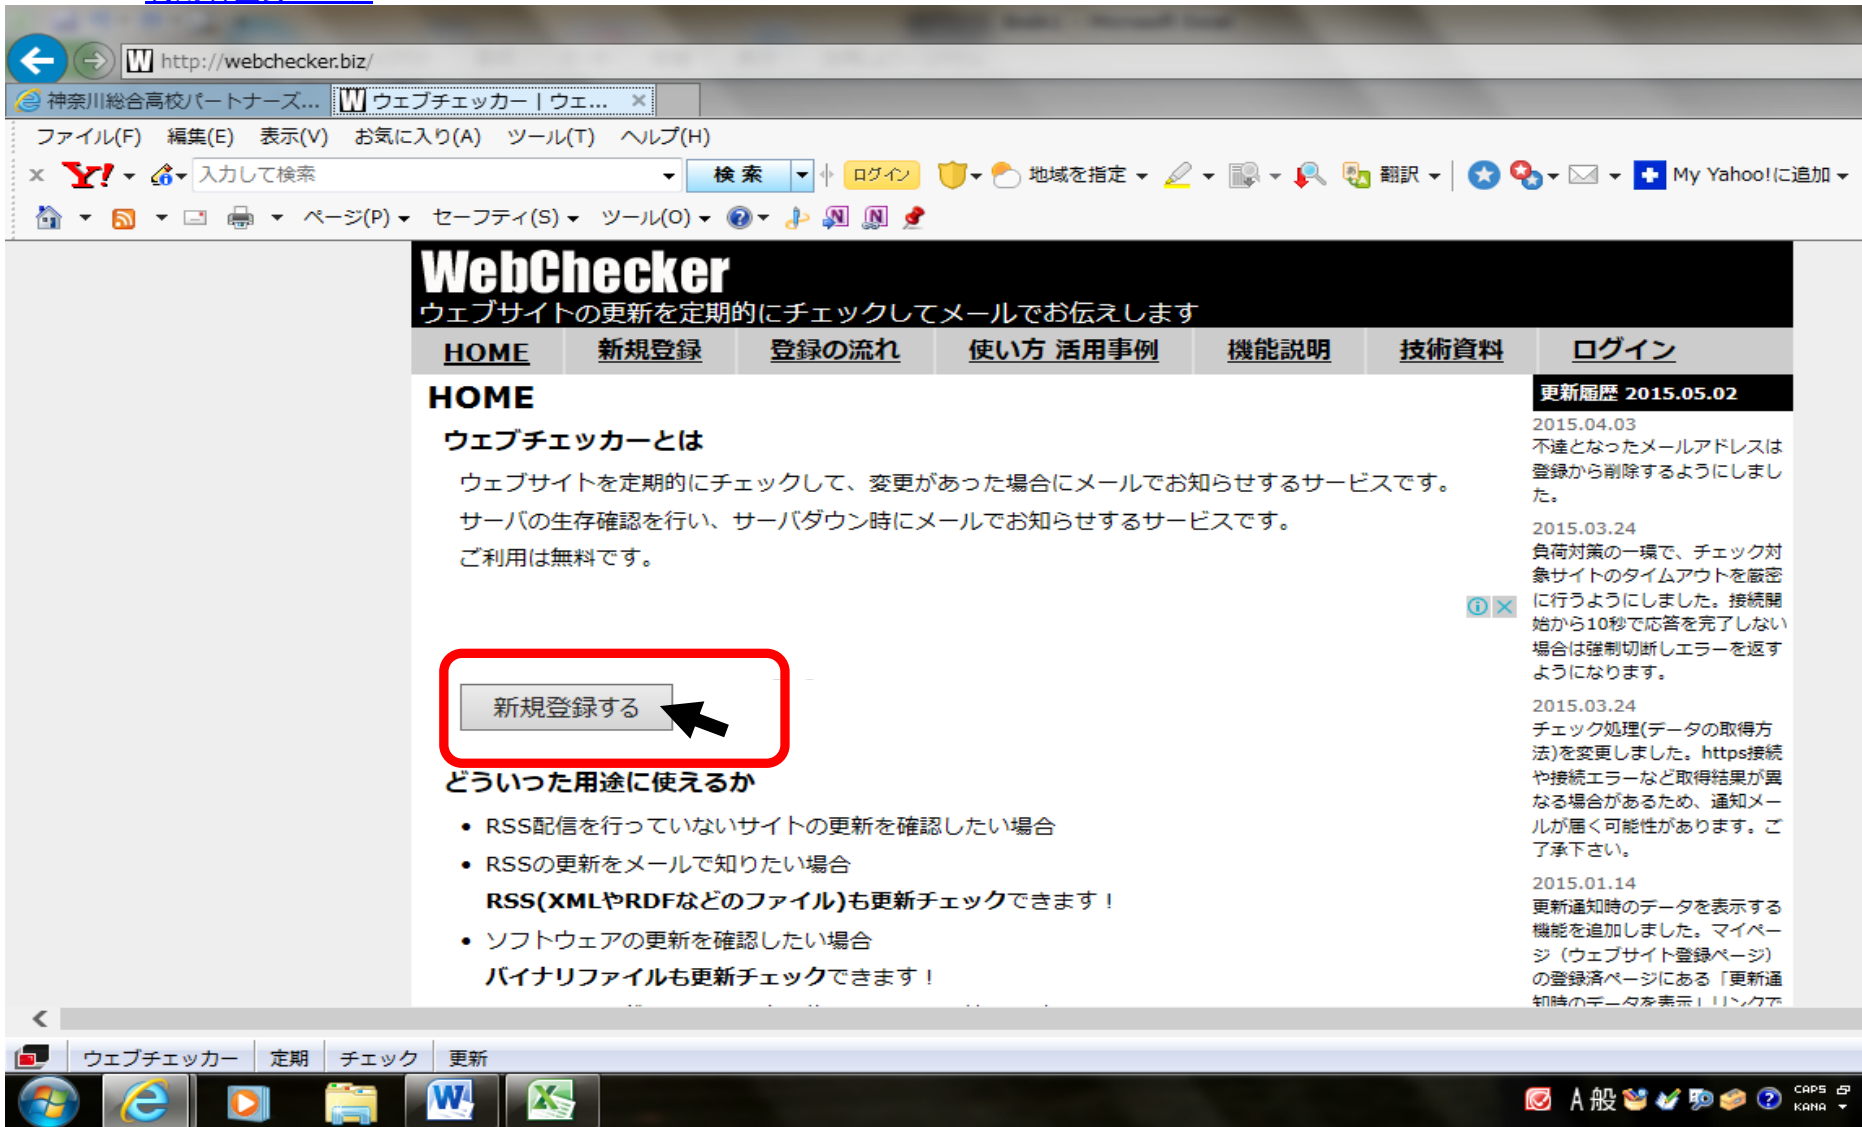 http://webchecker.biz/
神奈川総合高校パートナーズ... ウェブチェッカー | ウェ... ×
ファイル(F) 編集(E) 表示(V) お気に入り(A) ツール(T) ヘルプ(H)
× Y! 入力して検索 検索 ログイン 地域を指定 翻訳 My Yahoo!に追加
ページ(P) セーフティ(S) ツール(O)
WebChecker
ウェブサイトの更新を定期的にチェックしてメールでお伝えします
HOME 新規登録 登録の流れ 使い方 活用事例 機能説明 技術資料 ログイン
HOME
ウェブチェッカーとは
ウェブサイトを定期的にチェックして、変更があった場合にメールでお知らせするサービスです。
サーバの生存確認を行い、サーバダウン時にメールでお知らせするサービスです。
ご利用は無料です。
新規登録する
どういった用途に使えるか
• RSS配信を行っていないサイトの更新を確認したい場合
• RSSの更新をメールで知りたい場合
RSS(XMLやRDFなどのファイル)も更新チェックできます！
• ソフトウェアの更新を確認したい場合
バイナリファイルも更新チェックできます！
更新履歴 2015.05.02
2015.04.03
不達となったメールアドレスは
登録から削除するようにしまし
た。
2015.03.24
負荷対策の一環で、チェック対
象サイトのタイムアウトを厳密
に行うようにしました。接続開
始から10秒で応答を完了しない
場合は強制切断しエラーを返す
ようになります。
2015.03.24
チェック処理(データの取得方
法)を変更しました。https接続
や接続エラーなど取得結果が異
なる場合があるため、通知メー
ルが届く可能性があります。ご
了承下さい。
2015.01.14
更新通知時のデータを表示する
機能を追加しました。マイペー
ジ（ウェブサイト登録ページ）
の登録済ページにある「更新通
知時のデータを表示」リンクで
ウェブチェッカー 定期 チェック 更新
A 般 CAPS
KANA